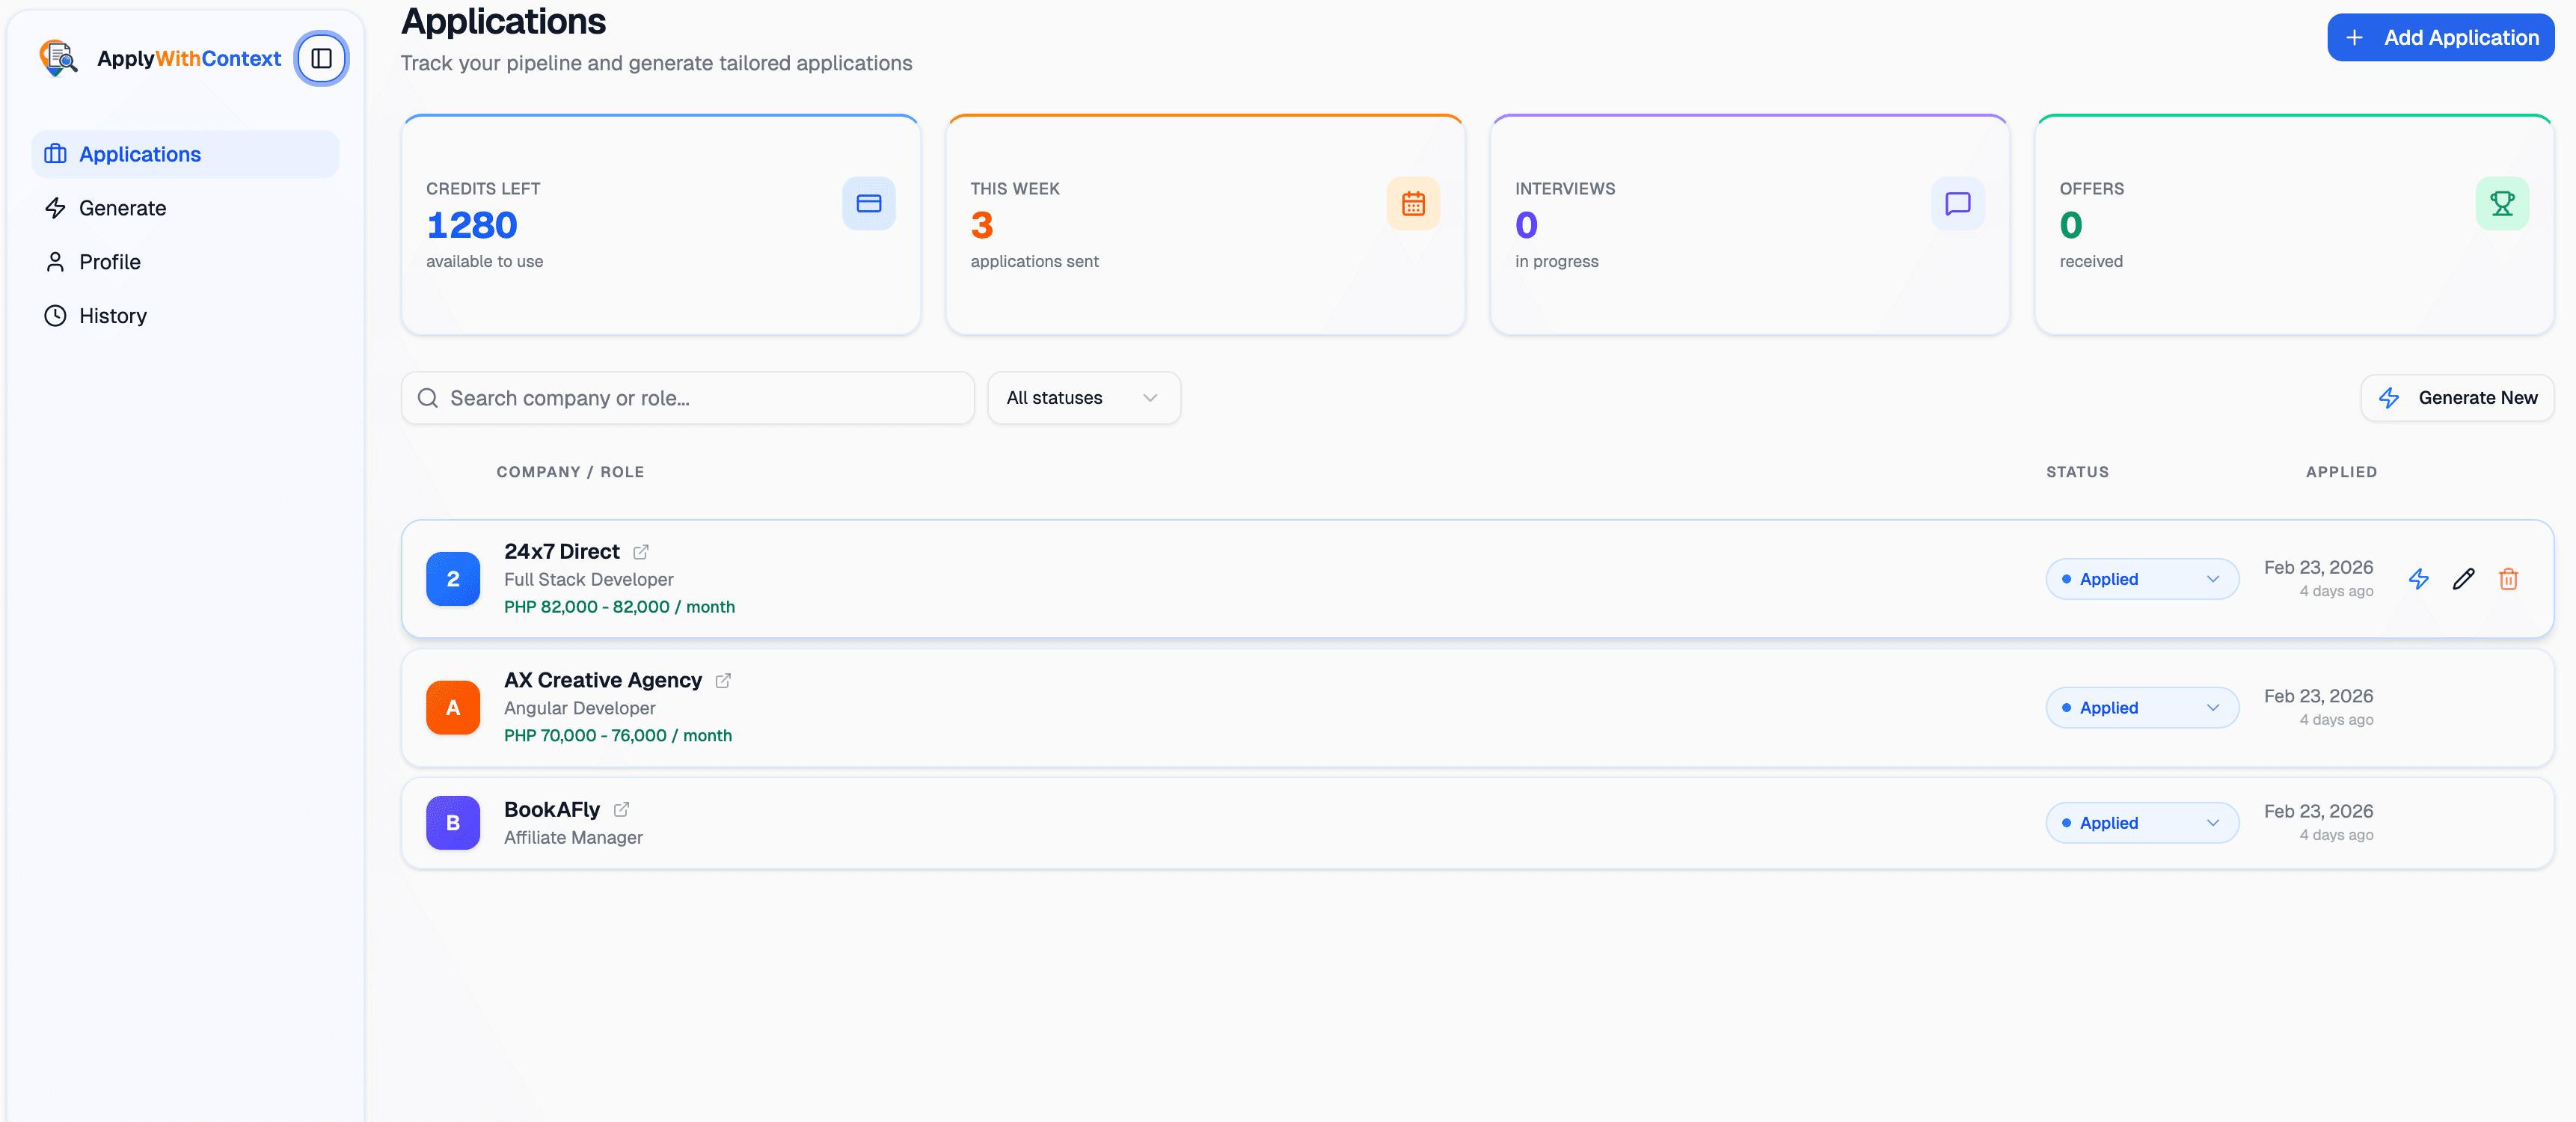 ApplyWithContext
Applications
Generate
Profile
History
Applications
Track your pipeline and generate tailored applications
Add Application
CREDITS LEFT
1280
available to use
THIS WEEK
3
applications sent
INTERVIEWS
0
in progress
OFFERS
0
received
Search company or role...
All statuses
Generate New
COMPANY / ROLE
STATUS
APPLIED
2
24x7 Direct
Full Stack Developer
PHP 82,000 - 82,000 / month
Applied
Feb 23, 2026
4 days ago
A
AX Creative Agency
Angular Developer
PHP 70,000 - 76,000 / month
Applied
Feb 23, 2026
4 days ago
B
BookAFly
Affiliate Manager
Applied
Feb 23, 2026
4 days ago